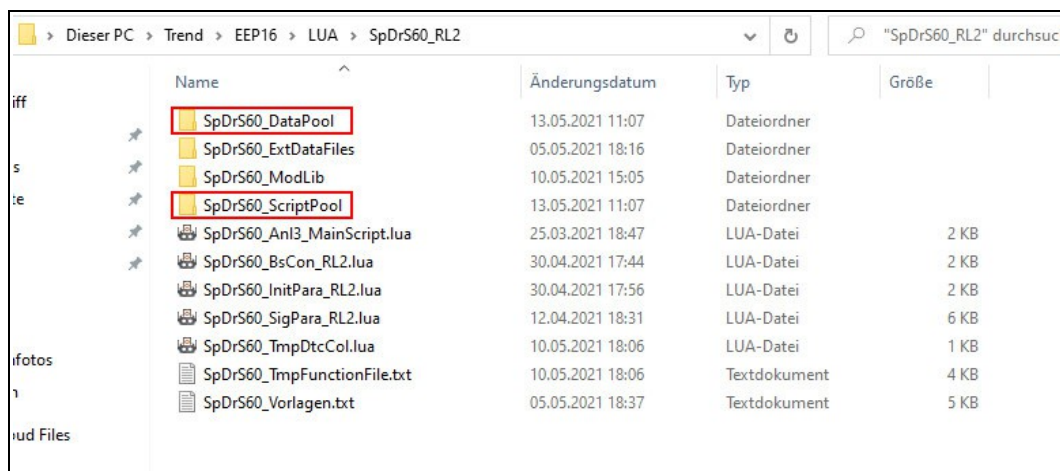 Dieser PC > Trend > EEP16 > LUA > SpDrS60_RL2 "SpDrS60_RL2" durchsuc
Name Änderungsdatum Typ Größe
SpDrS60_DataPool 13.05.2021 11:07 Dateiordner
SpDrS60_ExtDataFiles 05.05.2021 18:16 Dateiordner
SpDrS60_ModLib 10.05.2021 15:05 Dateiordner
SpDrS60_ScriptPool 13.05.2021 11:07 Dateiordner
SpDrS60_Anl3_MainScript.lua 25.03.2021 18:47 LUA-Datei 2 KB
SpDrS60_BsCon_RL2.lua 30.04.2021 17:44 LUA-Datei 2 KB
SpDrS60_InitPara_RL2.lua 30.04.2021 17:56 LUA-Datei 2 KB
SpDrS60_SigPara_RL2.lua 12.04.2021 18:31 LUA-Datei 6 KB
SpDrS60_TmpDtcCol.lua 10.05.2021 18:06 LUA-Datei 1 KB
SpDrS60_TmpFunctionFile.txt 10.05.2021 18:06 Textdokument 4 KB
SpDrS60_Vorlagen.txt 05.05.2021 18:37 Textdokument 5 KB
iff
s
te
nfotos
n
oud Files